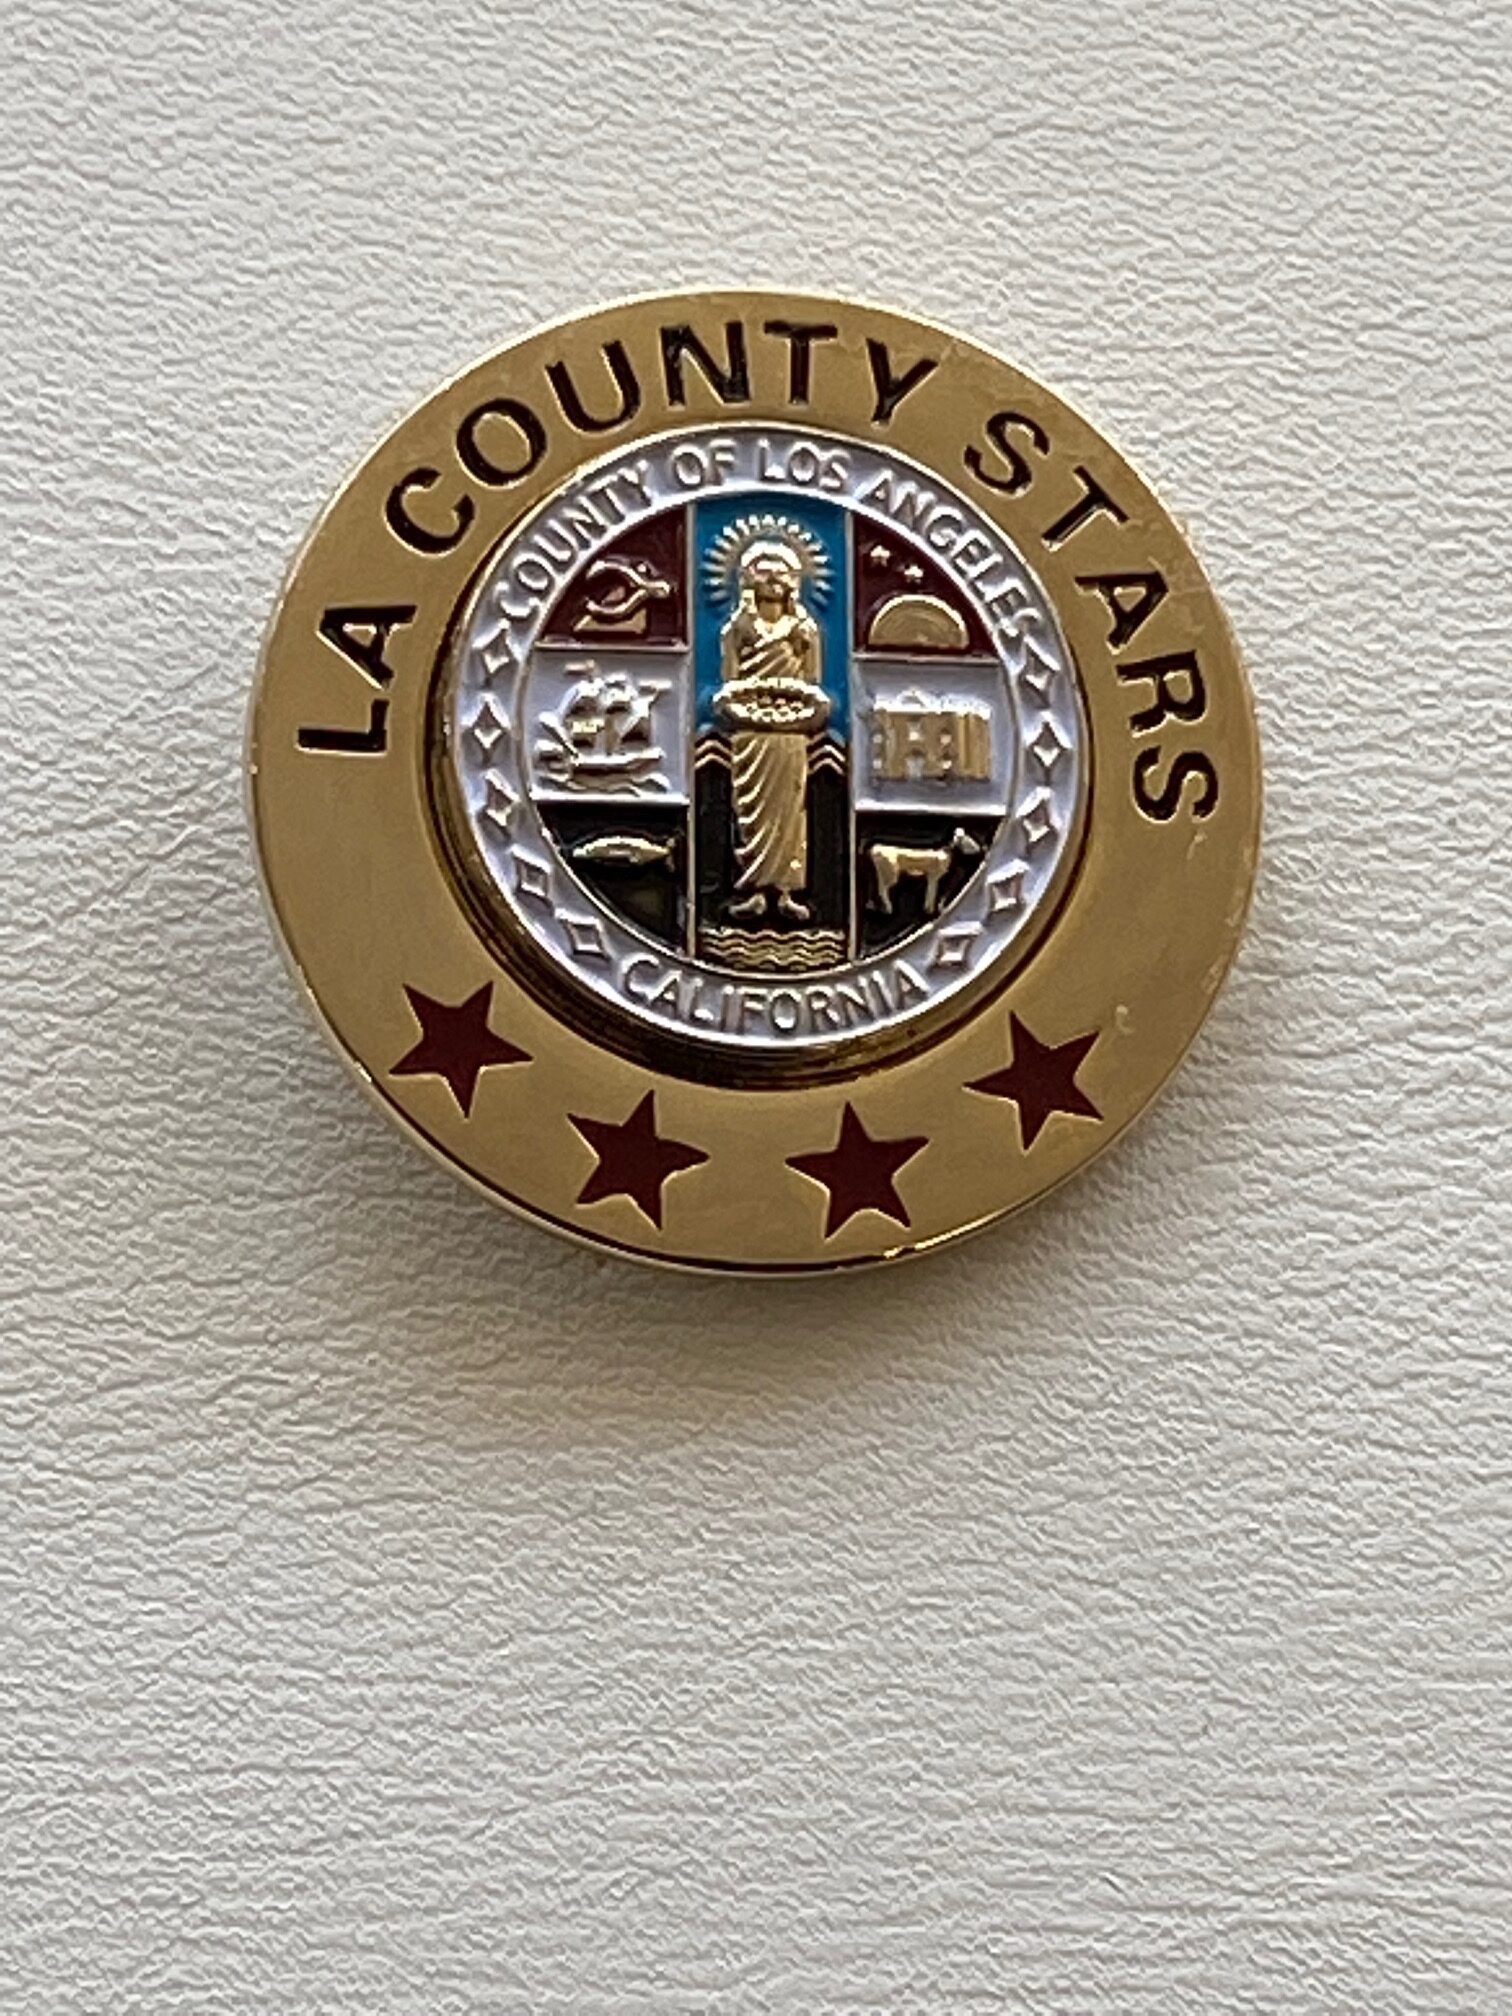 LA COUNTY STARS
COUNTY OF LOS ANGELES
CALIFORNIA